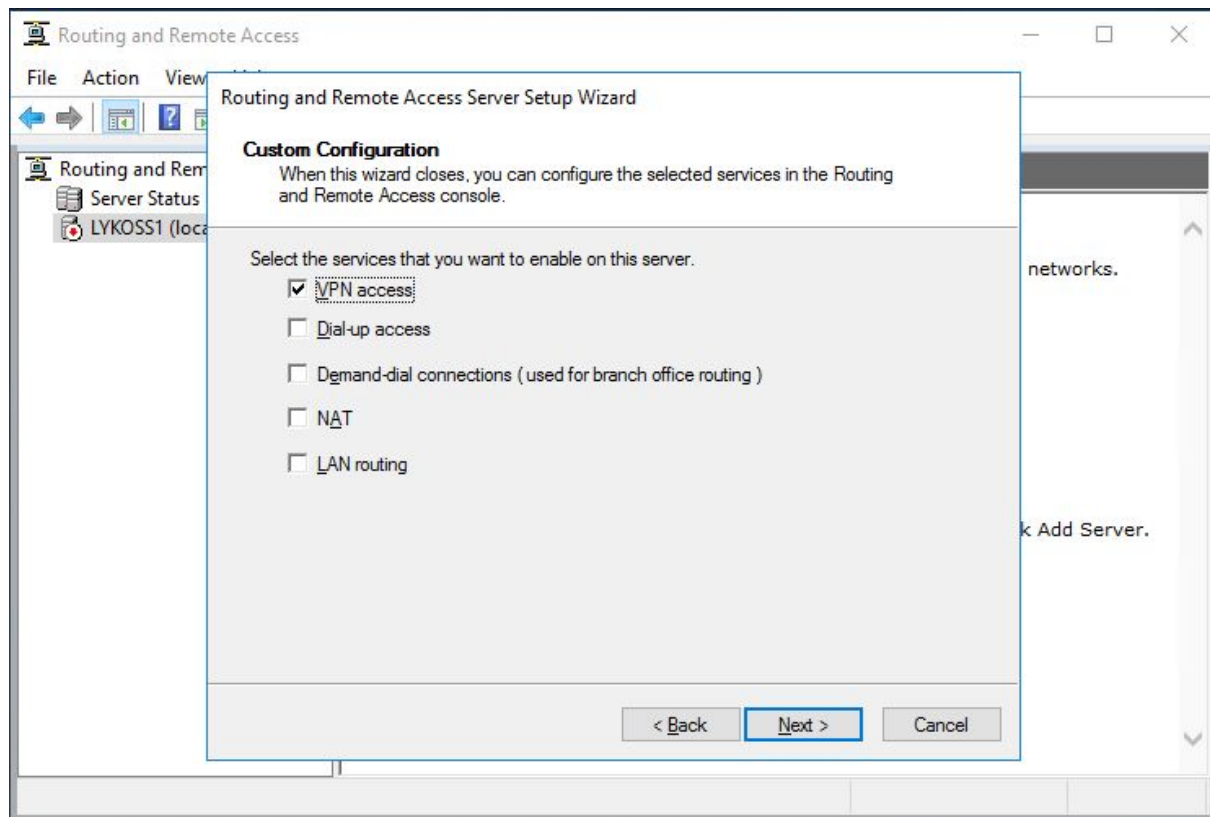 Routing and Remote Access
File Action View
Routing and Remote Access Server Setup Wizard
Custom Configuration
When this wizard closes, you can configure the selected services in the Routing
and Remote Access console.
Routing and Rem
Server Status
LYKOSS1 (loca
Select the services that you want to enable on this server.
VPN access
Dial-up access
Demand-dial connections ( used for branch office routing )
NAT
LAN routing
networks.
k Add Server.
< Back Next > Cancel